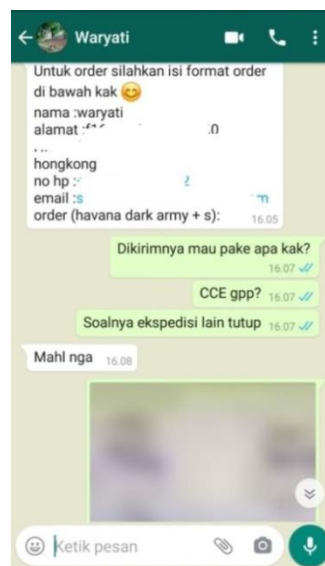 Waryati
Untuk order silahkan isi format order
di bawah kak 😊
nama :waryati
alamat :
hongkong
no hp :
email :s
order (havana dark army + s):
16.05
Dikirimnya mau pake apa kak?
16.07
CCE gpp? 16.07
Soalnya ekspedisi lain tutup 16.07
Mahl nga 16.08
Ketik pesan